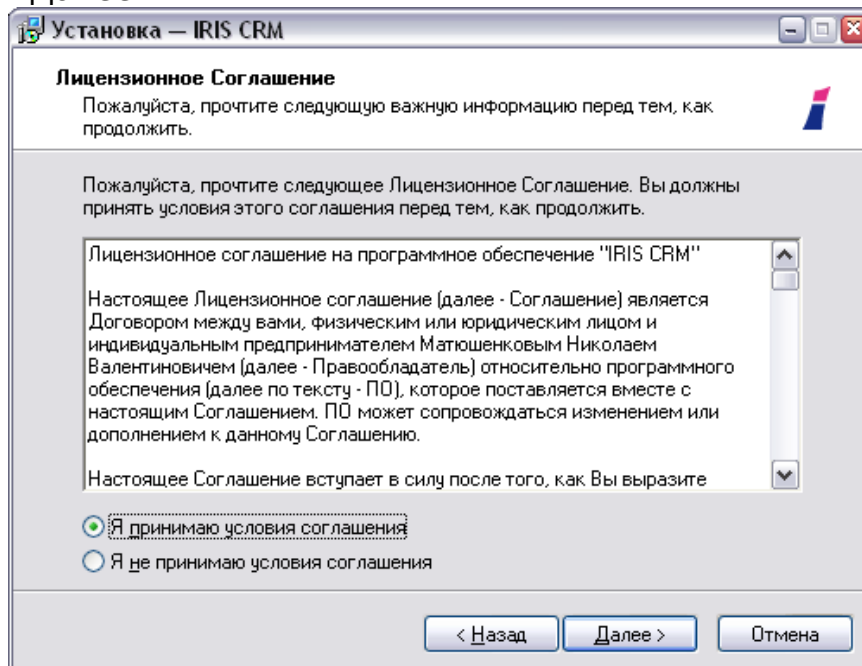 Установка — IRIS CRM
Лицензионное Соглашение
Пожалуйста, прочтите следующую важную информацию перед тем, как
продолжить.
Пожалуйста, прочтите следующее Лицензионное Соглашение. Вы должны
принять условия этого соглашения перед тем, как продолжить.
Лицензионное соглашение на программное обеспечение "IRIS CRM"
Настоящее Лицензионное соглашение (далее - Соглашение) является
Договором между вами, физическим или юридическим лицом и
индивидуальным предпринимателем Матюшенковым Николаем
Валентиновичем (далее - Правообладатель) относительно программного
обеспечения (далее по тексту - ПО), которое поставляется вместе с
настоящим Соглашением. ПО может сопровождаться изменением или
дополнением к данному Соглашению.
Настоящее Соглашение вступает в силу после того, как Вы выразите
Я принимаю условия соглашения
Я не принимаю условия соглашения
< Назад
Далее >
Отмена